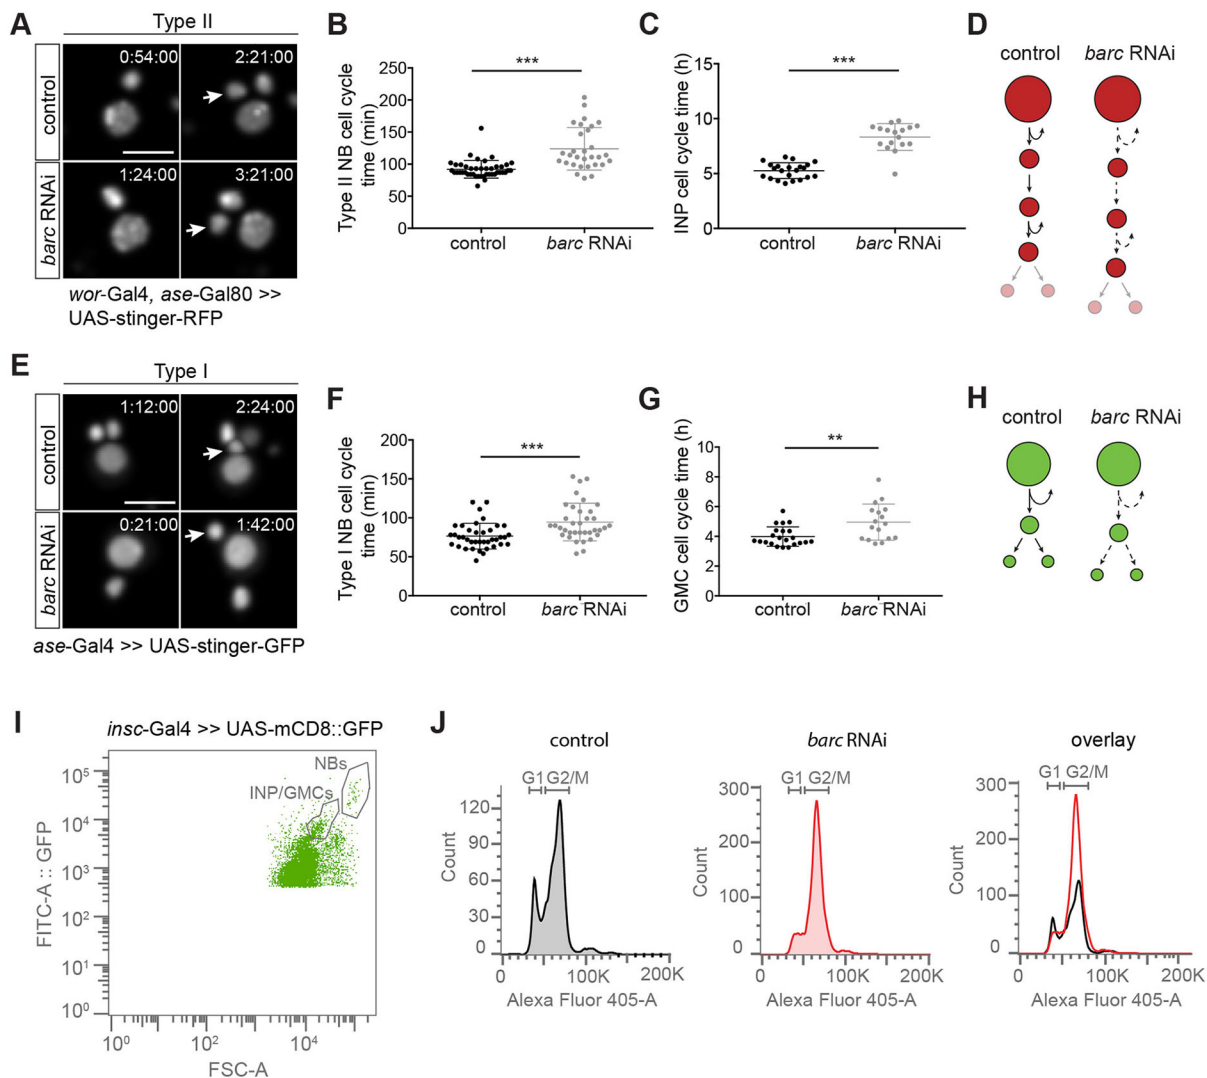 A
Type II
control
0:54:00
2:21:00
barc RNAi
1:24:00
3:21:00
wor-Gal4, ase-Gal80 >>
UAS-stinger-RFP
B
Type II NB cell cycle
time (min)
250
200
150
100
50
0
***
control
barc RNAi
C
INP cell cycle time (h)
15
10
5
0
***
control
barc RNAi
D
control
barc RNAi
E
Type I
control
1:12:00
2:24:00
barc RNAi
0:21:00
1:42:00
ase-Gal4 >> UAS-stinger-GFP
F
Type I NB cell cycle
time (min)
200
150
100
50
0
***
control
barc RNAi
G
GMC cell cycle time (h)
10
8
6
4
2
0
**
control
barc RNAi
H
control
barc RNAi
I
insc-Gal4 >> UAS-mCD8::GFP
FITC-A :: GFP
10⁵
10⁴
10³
10²
10¹
10⁰
NBs
INP/GMCs
10⁰
10²
10⁴
FSC-A
J
control
G1
G2/M
Count
120
90
60
30
0
0
100K
200K
Alexa Fluor 405-A
barc RNAi
G1
G2/M
Count
300
200
100
0
0
100K
200K
Alexa Fluor 405-A
overlay
G1
G2/M
Count
300
200
100
0
0
100K
200K
Alexa Fluor 405-A